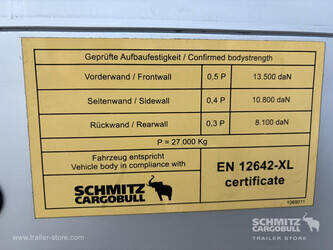 Geprüfte Aufbaufestigkeit / Confirmed bodystrength
Vorderwand / Frontwall 0,5 P 13.500 daN
Seitenwand / Sidewall 0,4 P 10.800 daN
Rückwand / Rearwall 0,3 P 8.100 daN
P = 27.000 Kg
Fahrzeug entspricht
Vehicle body in compliance with
EN 12642-XL
certificate
SCHMITZ
CARGOBULL
1069011
© trailer-store.com
SCHMITZ
CARGOBULL
TRAILER STORE